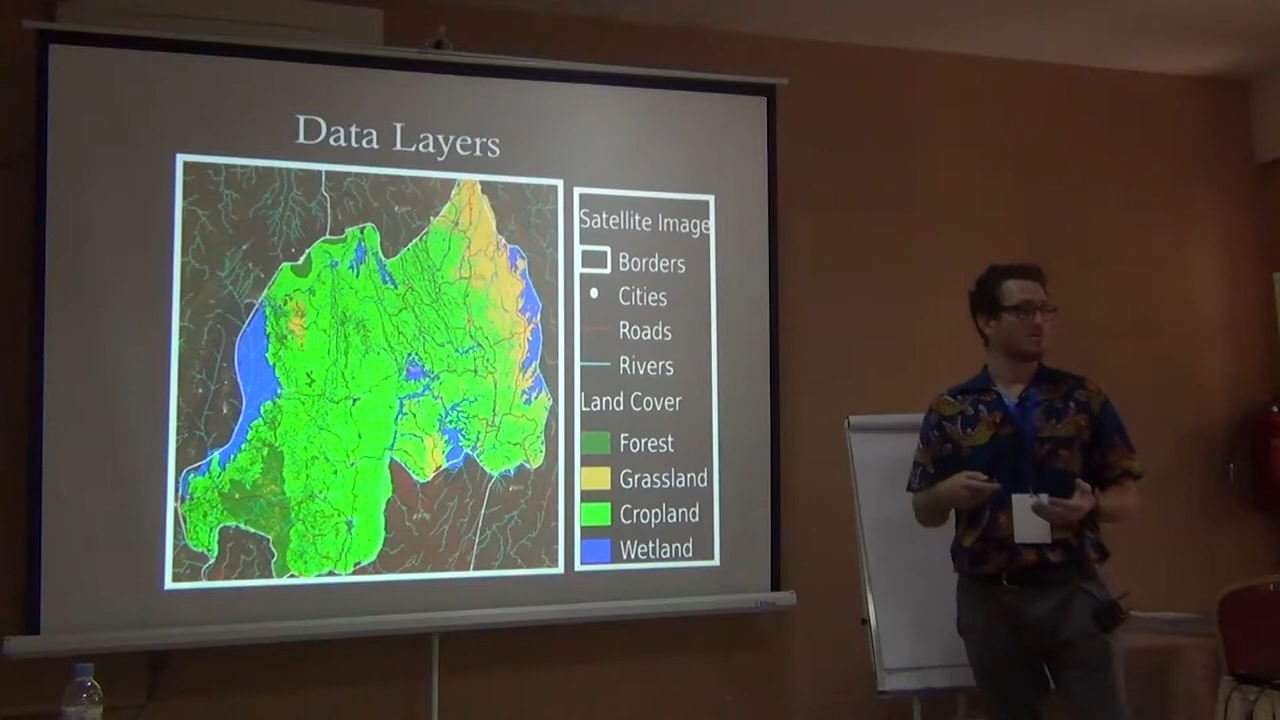 Data Layers
Satellite Image
Borders
Cities
Roads
Rivers
Land Cover
Forest
Grassland
Cropland
Wetland